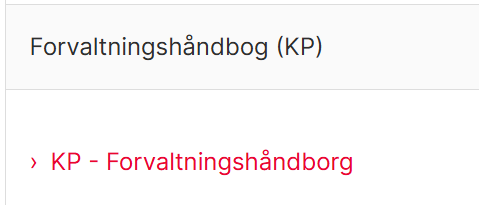 Forvaltningshåndbog (KP)
› KP - Forvaltningshåndborg